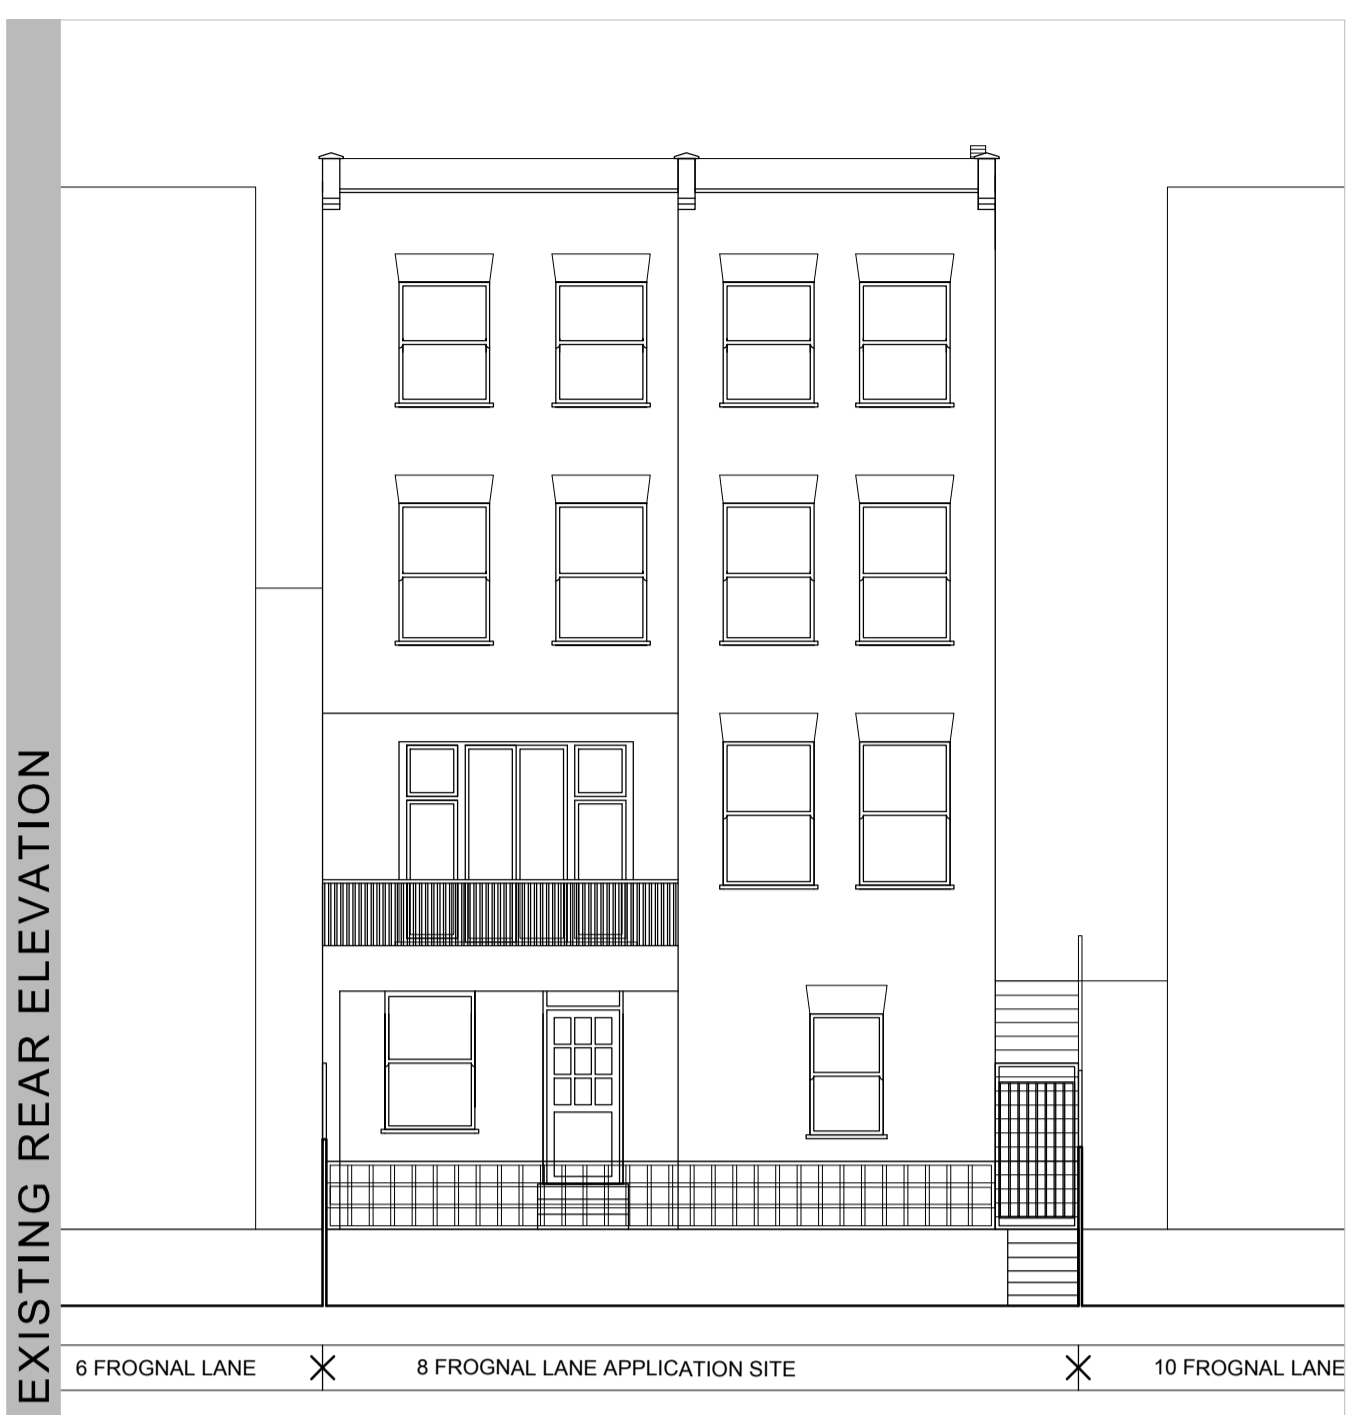 EXISTING REAR ELEVATION
6 FROGNAL LANE
8 FROGNAL LANE APPLICATION SITE
10 FROGNAL LANE